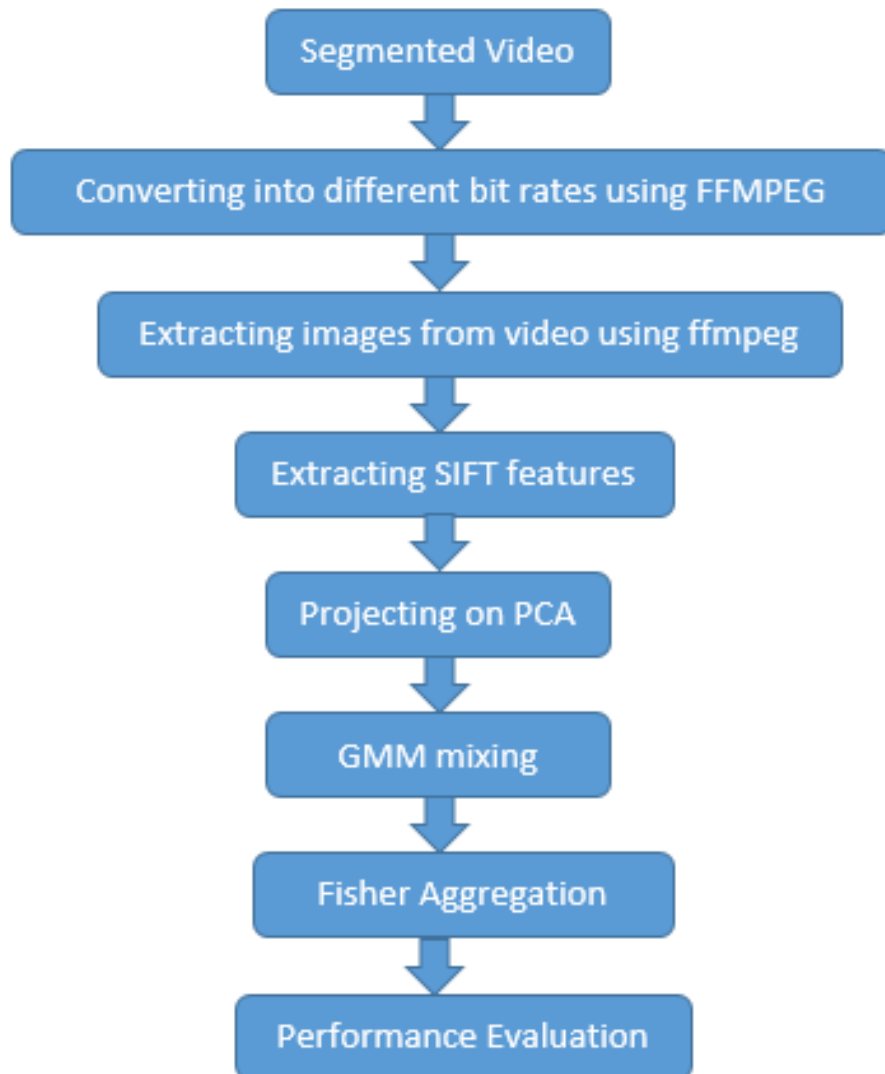 Segmented Video
Converting into different bit rates using FFMPEG
Extracting images from video using ffmpeg
Extracting SIFT features
Projecting on PCA
GMM mixing
Fisher Aggregation
Performance Evaluation